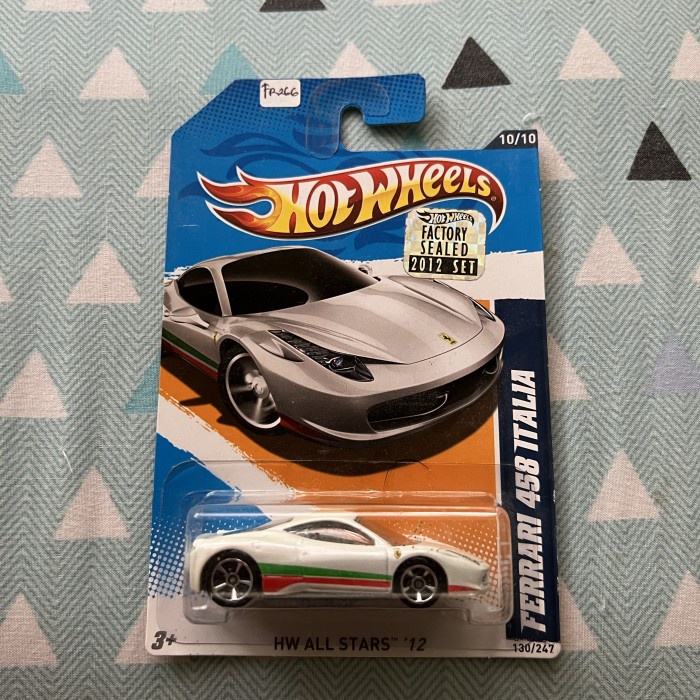 FR266
10/10
HOT WHEELS
HOT WHEELS
FACTORY
SEALED
2012 SET
FERRARI 458 ITALIA
3+
HW ALL STARS™ '12
130/247